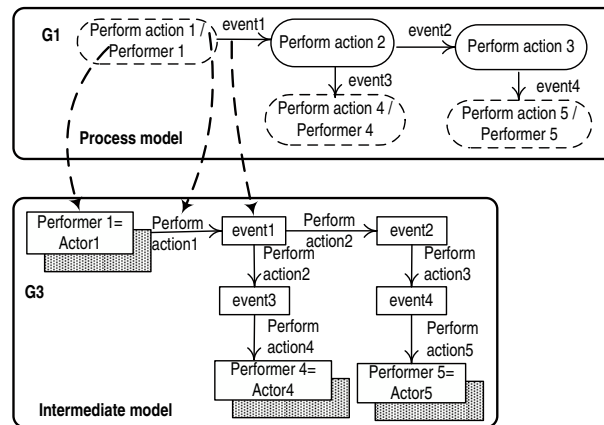 G1
Perform action 1 /
Performer 1
event1
Perform action 2
event2
Perform action 3
event3
event4
Perform action 4 /
Performer 4
Perform action 5 /
Performer 5
Process model
Performer 1=
Actor1
Perform
action1
event1
Perform
action2
event2
Perform
action2
Perform
action3
G3
event3
event4
Perform
action4
Perform
action5
Performer 4=
Actor4
Performer 5=
Actor5
Intermediate model